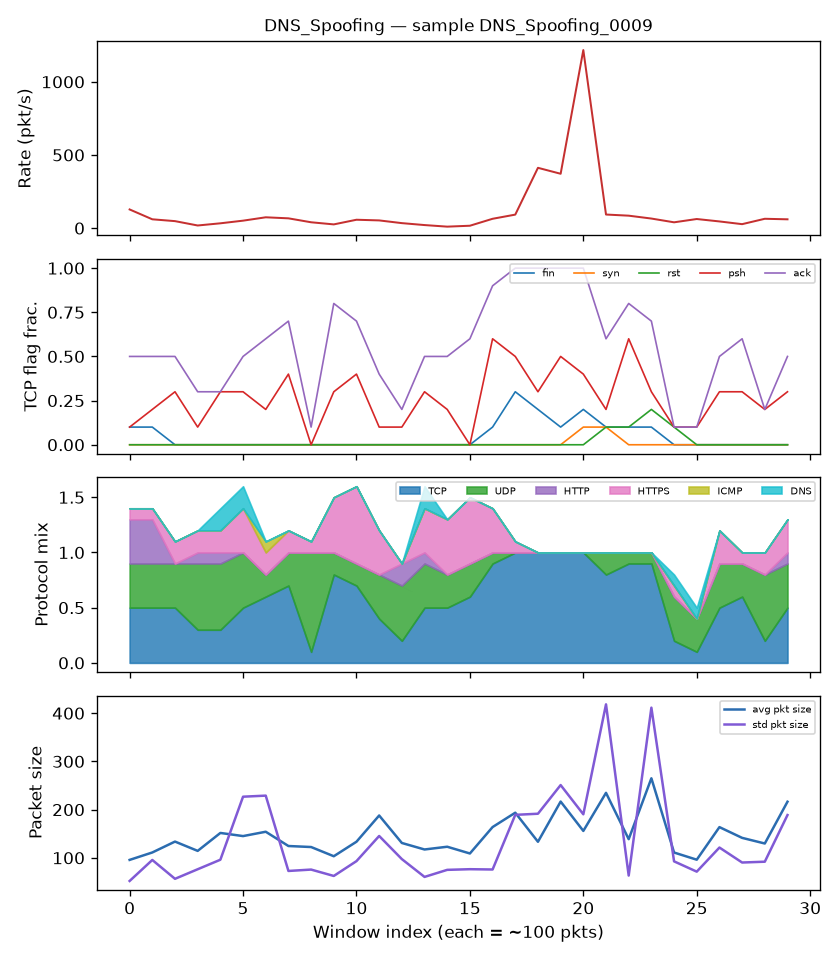 DNS_Spoofing — sample DNS_Spoofing_0009
Rate (pkt/s)
1000
500
0
TCP flag frac.
1.00
0.75
0.50
0.25
0.00
fin syn rst psh ack
Protocol mix
1.5
1.0
0.5
0.0
TCP UDP HTTP HTTPS ICMP DNS
Packet size
400
300
200
100
avg pkt size
std pkt size
0 5 10 15 20 25 30
Window index (each = ~100 pkts)